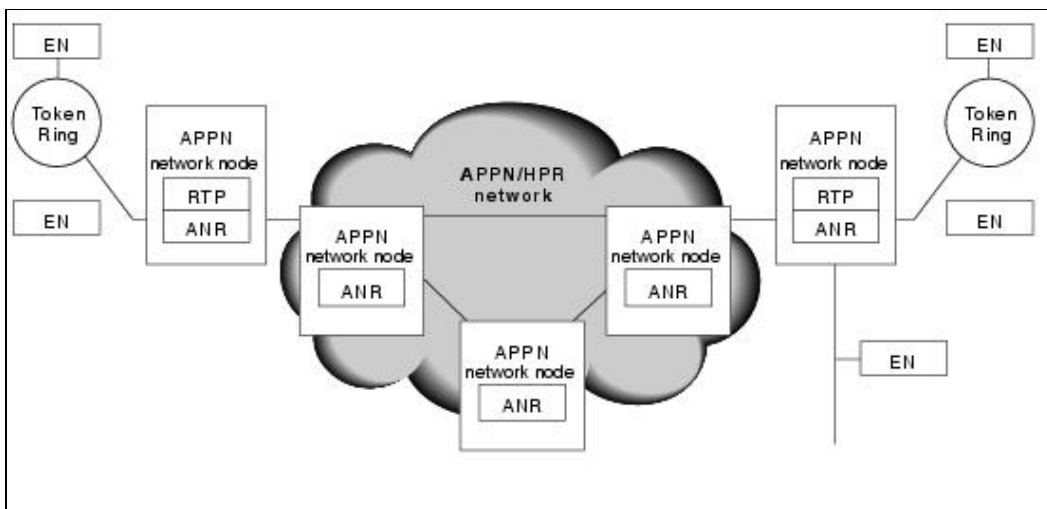 EN
Token
Ring
EN
APPN
network node
RTP
ANR
APPN/HPR
network
APPN
network node
ANR
APPN
network node
ANR
APPN
network node
ANR
APPN
network node
RTP
ANR
EN
Token
Ring
EN
EN